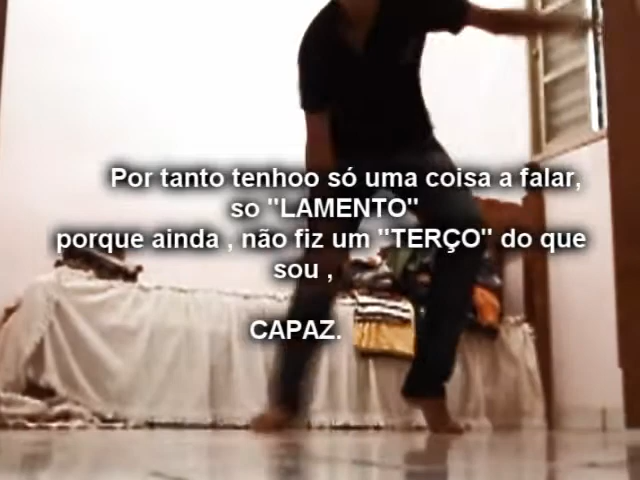 Por tanto tenhoo só uma coisa a falar,
so "LAMENTO"
porque ainda , não fiz um "TERÇO" do que
sou ,
CAPAZ.